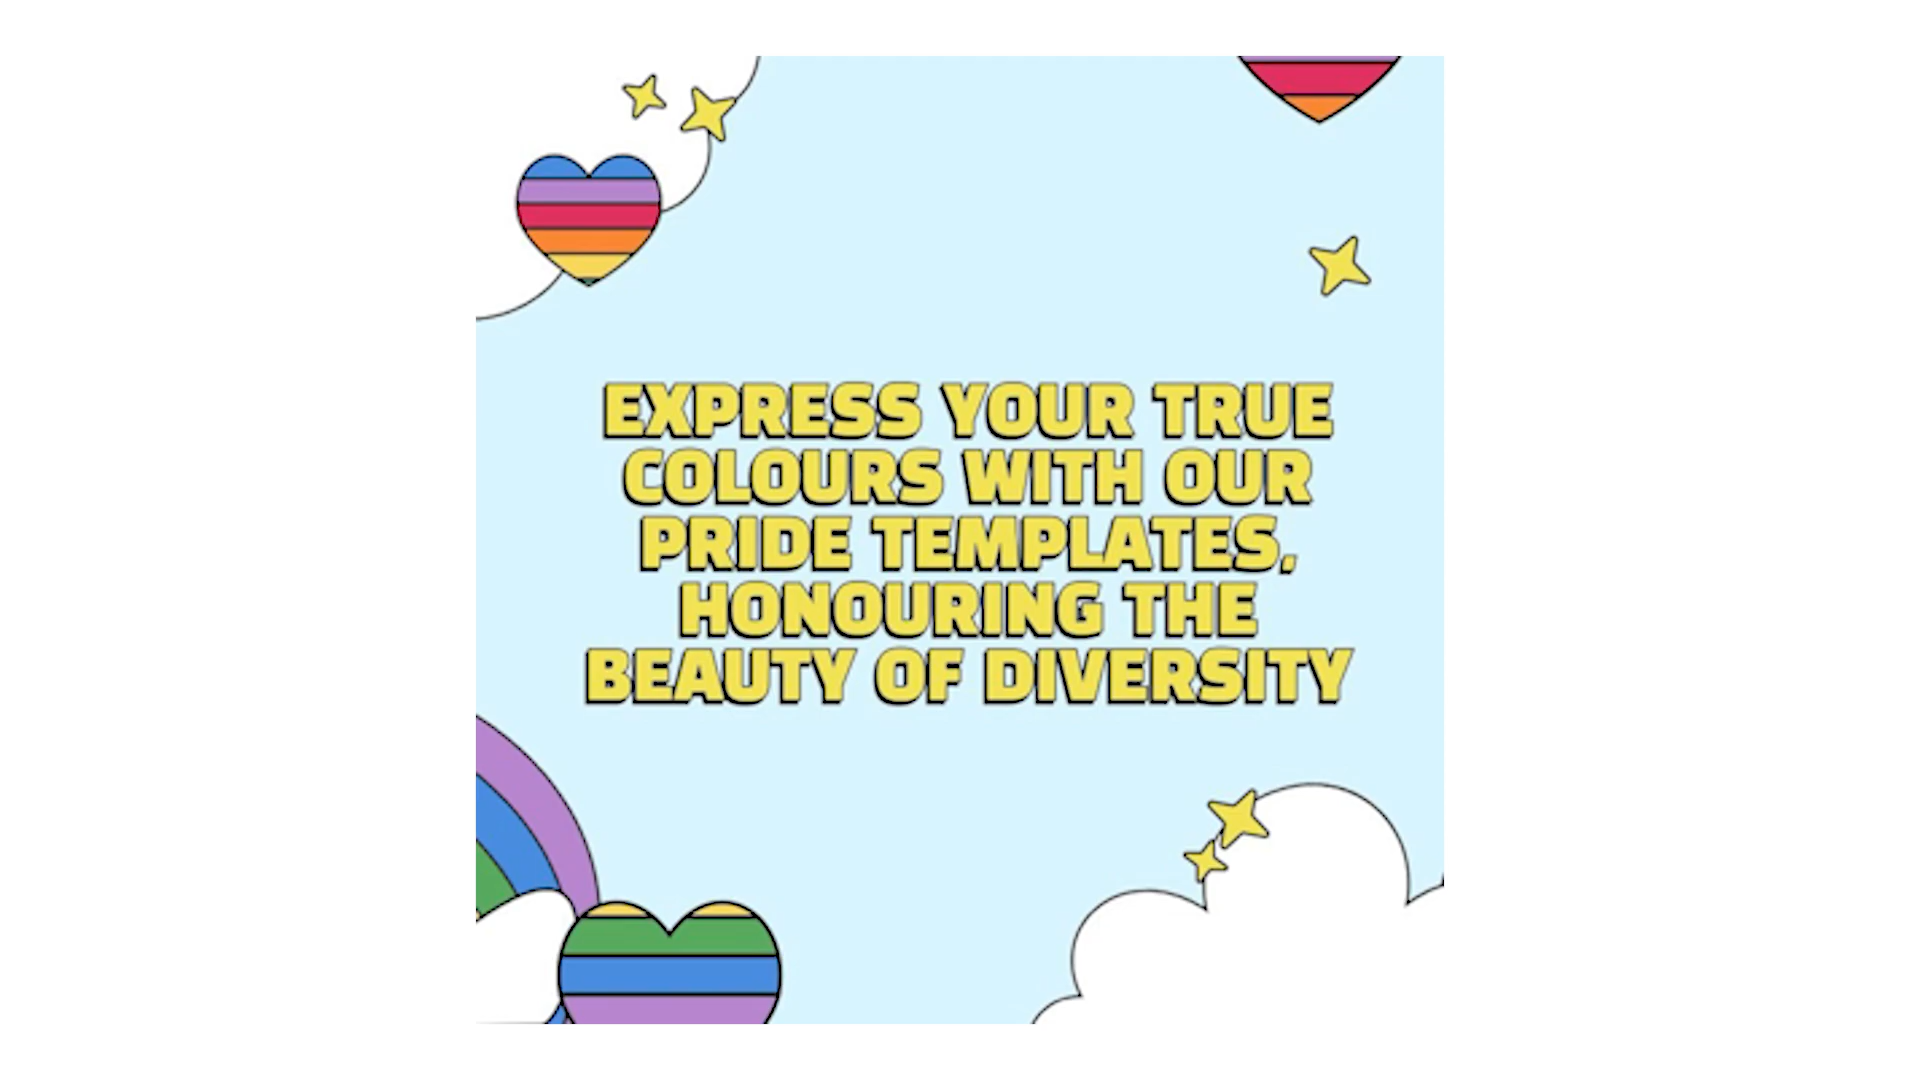 EXPRESS YOUR TRUE
COLOURS WITH OUR
PRIDE TEMPLATES,
HONOURING THE
BEAUTY OF DIVERSITY